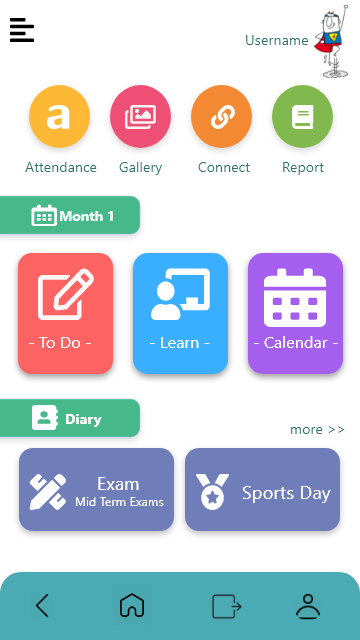 Username
a
Attendance Gallery Connect Report
Month 1
- To Do - - Learn - - Calendar -
Diary
more >>
Exam
Mid Term Exams
Sports Day